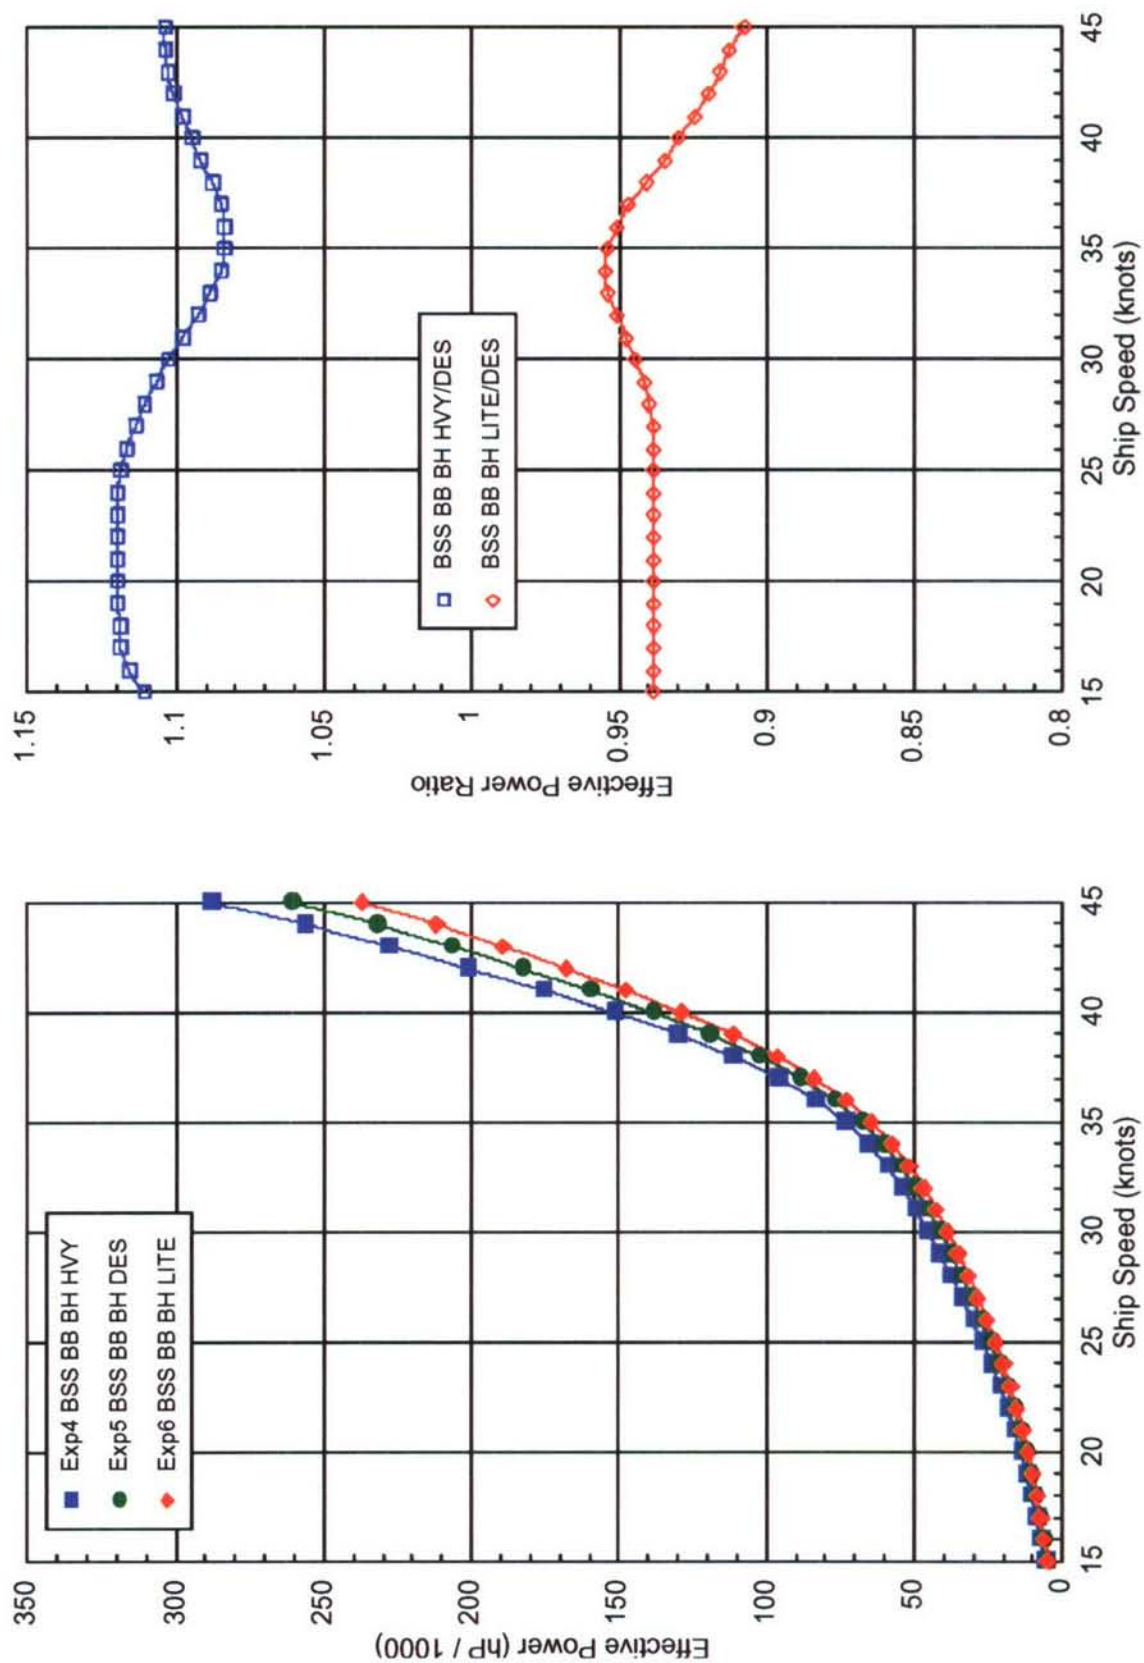 350
300
250
200
150
100
50
0
Effective Power (hP / 1000)
Exp4 BSS BB BH HVY
Exp5 BSS BB BH DES
Exp6 BSS BB BH LITE
15 20 25 30 35 40 45
Ship Speed (knots)
1.15
1.1
1.05
1
0.95
0.9
0.85
0.8
Effective Power Ratio
BSS BB BH HVY/DES
BSS BB BH LITE/DES
15 20 25 30 35 40 45
Ship Speed (knots)